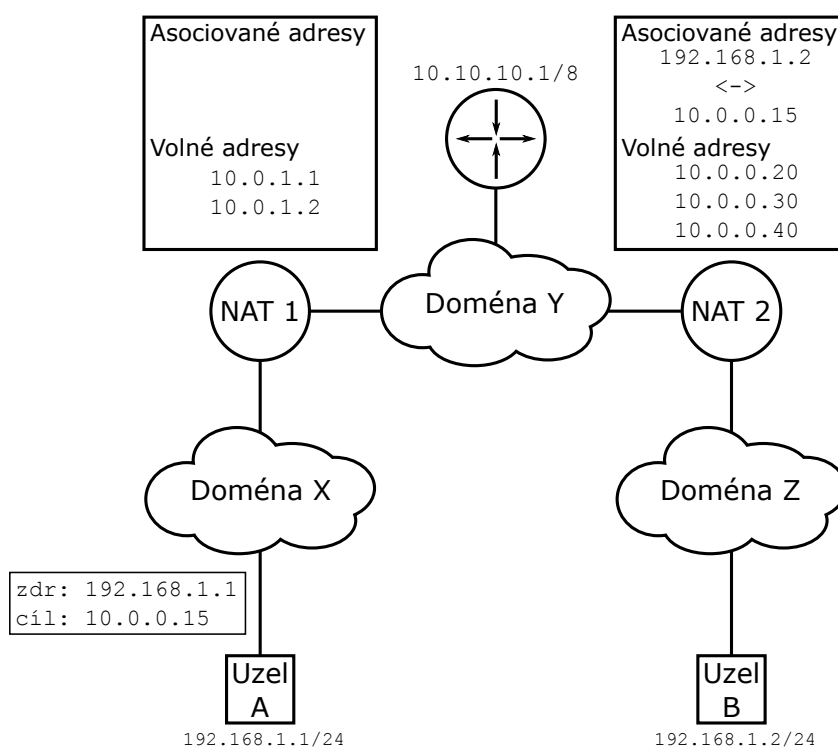 Asociované adresy
Volné adresy
10.0.1.1
10.0.1.2
10.10.10.1/8
Asociované adresy
192.168.1.2
<->
10.0.0.15
Volné adresy
10.0.0.20
10.0.0.30
10.0.0.40
NAT 1
Doména Y
NAT 2
Doména X
Doména Z
zdr: 192.168.1.1
cíl: 10.0.0.15
Uzel
A
192.168.1.1/24
Uzel
B
192.168.1.2/24